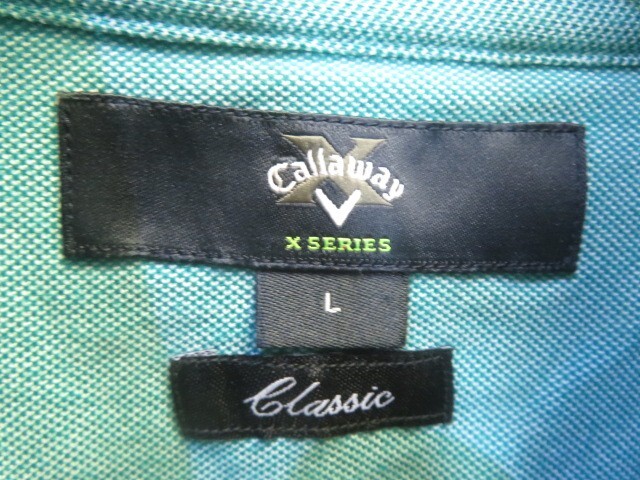 X
Callaway
X SERIES
L
Classic